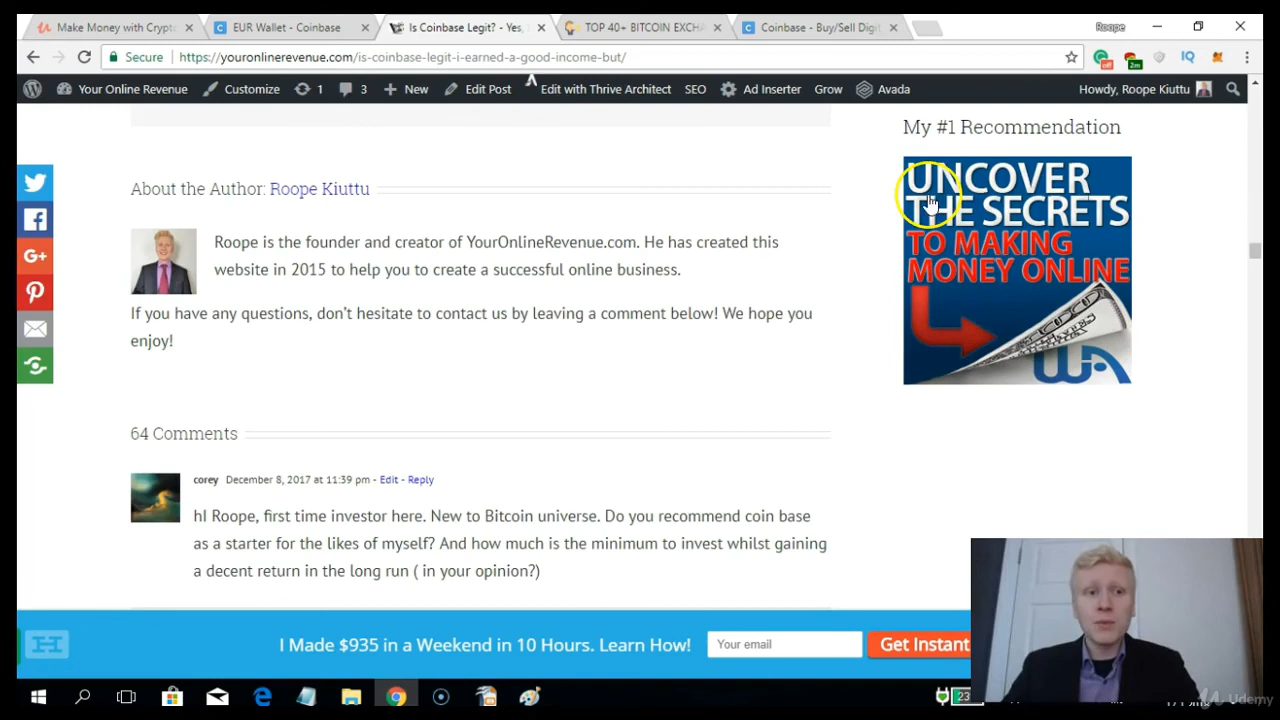 Make Money with Crypto
EUR Wallet - Coinbase
Is Coinbase Legit? - Yes,
TOP 40+ BITCOIN EXCHA
Coinbase - Buy/Sell Digit
Roope
Secure
https://youronlinerevenue.com/is-coinbase-legit-i-earned-a-good-income-but/
off
2m
IQ
Your Online Revenue
Customize
1
3
New
Edit Post
Edit with Thrive Architect
SEO
Ad Inserter
Grow
Avada
Howdy, Roope Kiuttu
My #1 Recommendation
UNCOVER
THE SECRETS
TO MAKING
MONEY ONLINE
WA
About the Author: Roope Kiuttu
Roope is the founder and creator of YourOnlineRevenue.com. He has created this
website in 2015 to help you to create a successful online business.
If you have any questions, don't hesitate to contact us by leaving a comment below! We hope you
enjoy!
64 Comments
corey December 8, 2017 at 11:39 pm - Edit - Reply
hI Roope, first time investor here. New to Bitcoin universe. Do you recommend coin base
as a starter for the likes of myself? And how much is the minimum to invest whilst gaining
a decent return in the long run ( in your opinion?)
I Made $935 in a Weekend in 10 Hours. Learn How!
Your email
Get Instant
23
Udemy